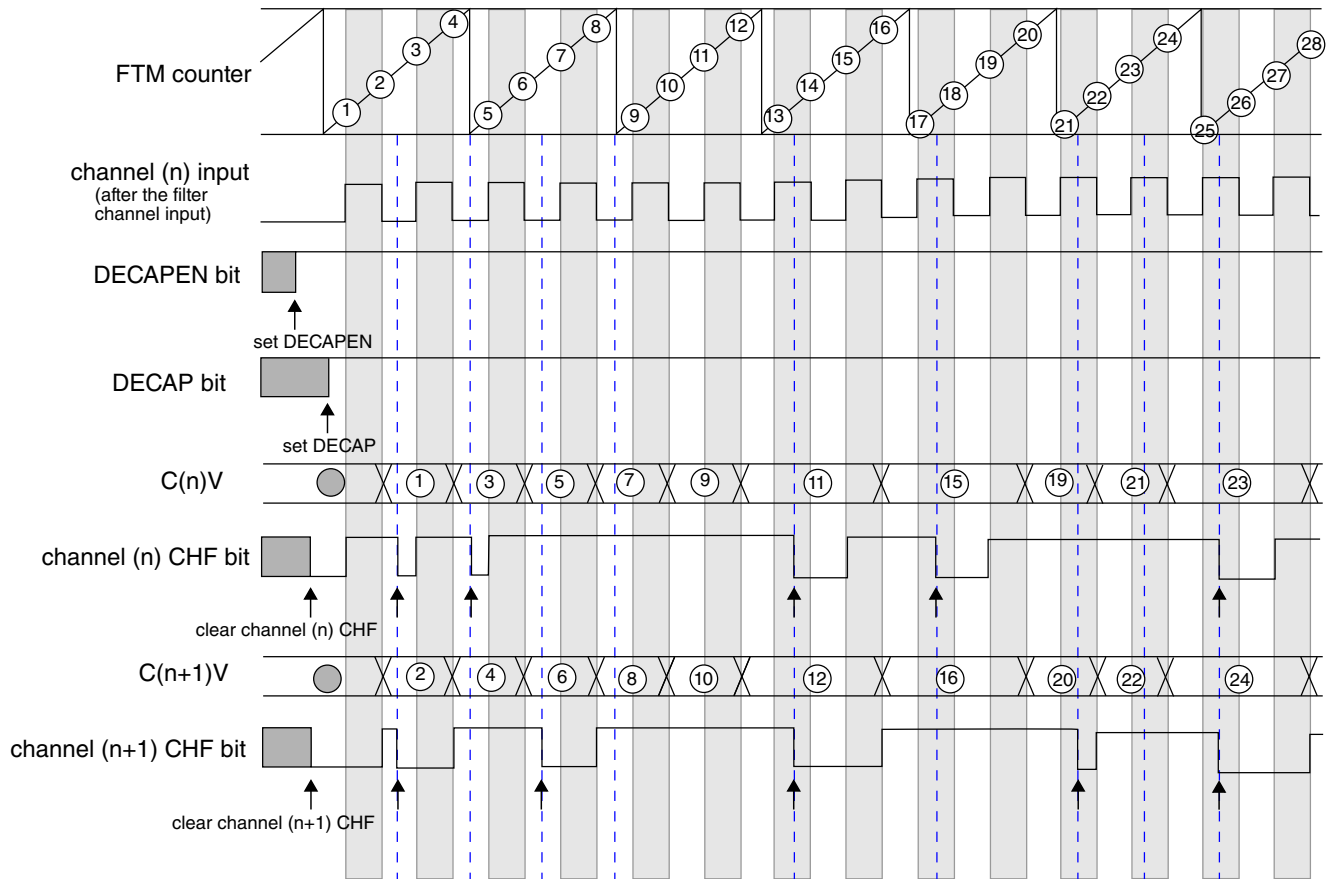 FTM counter
1 2 3 4 5 6 7 8 9 10 11 12 13 14 15 16 17 18 19 20 21 22 23 24 25 26 27 28
channel (n) input
(after the filter
channel input)
DECAPEN bit
set DECAPEN
DECAP bit
set DECAP
C(n)V
1 3 5 7 9 11 15 19 21 23
channel (n) CHF bit
clear channel (n) CHF
C(n+1)V
2 4 6 8 10 12 16 20 22 24
channel (n+1) CHF bit
clear channel (n+1) CHF